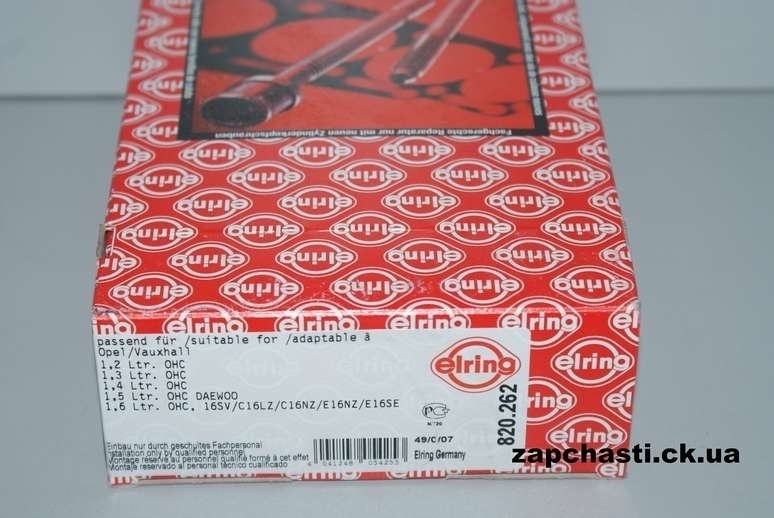 Fachgerechte Reparatur nur mit neuen Zylinderkopfschrauben
passend für /suitable for /adaptable à
Opel/Vauxhall
1,2 Ltr. OHC
1,3 Ltr. OHC
1,4 Ltr. OHC
1,5 Ltr. OHC DAEWOO
1,6 Ltr. OHC, 16SV/C16LZ/C16NZ/E16NZ/E16SE
elring
820.262
49/C/07
Elring Germany
Einbau nur durch geschultes Fachpersonal
Installation only by qualified personnel
Montage réservé au personnel qualifié formé à cet effet
Montaje reservado al personal técnico cualificado
4 041248 054253
zapchasti.ck.ua